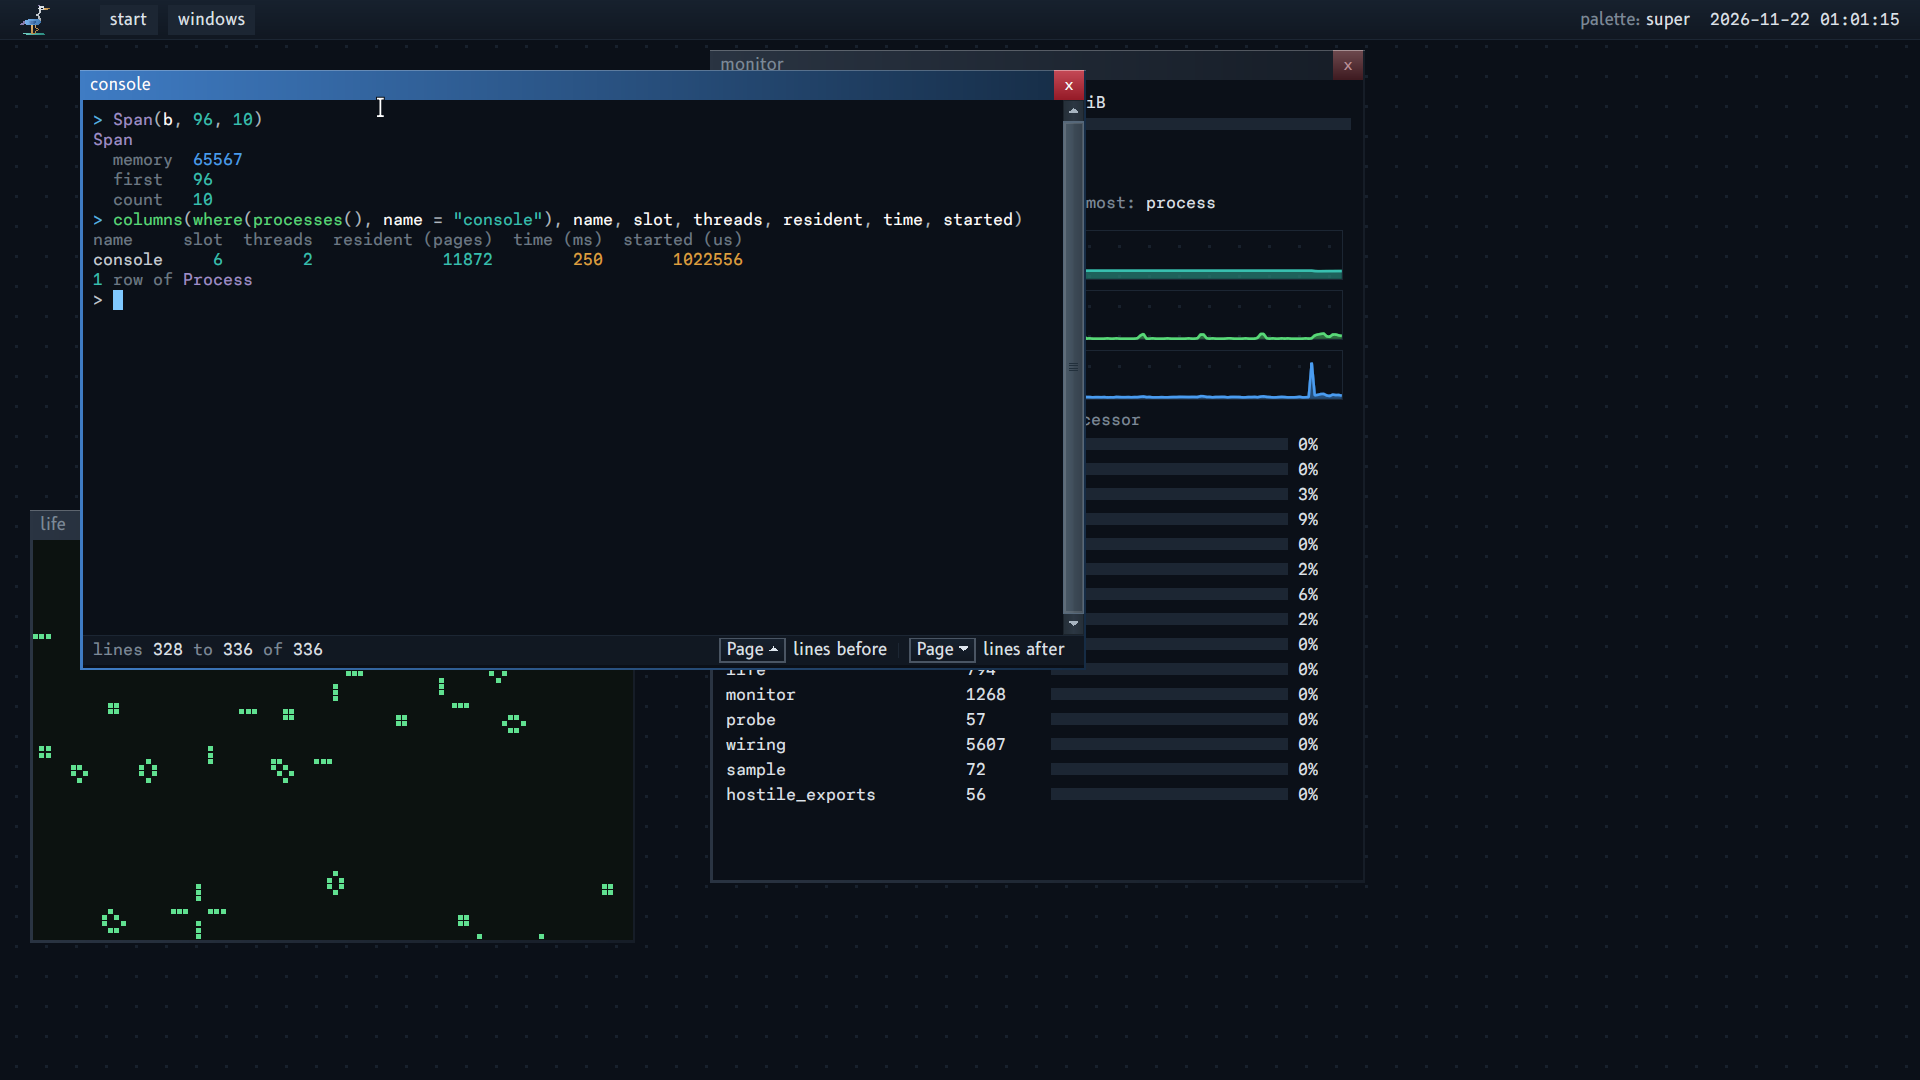 start windows palette: super 2026-11-22 01:01:15
monitor x
console x
iB
> Span(b, 96, 10)
Span
memory 65567
first 96
count 10
> columns(where(processes(), name = "console"), name, slot, threads, resident, time, started)
name slot threads resident (pages) time (ms) started (us)
console 6 2 11872 250 1022556
1 row of Process
>
lines 328 to 336 of 336 Page lines before Page lines after
most: process
cessor
0%
0%
3%
9%
0%
2%
6%
2%
0%
life 794 0%
monitor 1268 0%
probe 57 0%
wiring 5607 0%
sample 72 0%
hostile_exports 56 0%
life